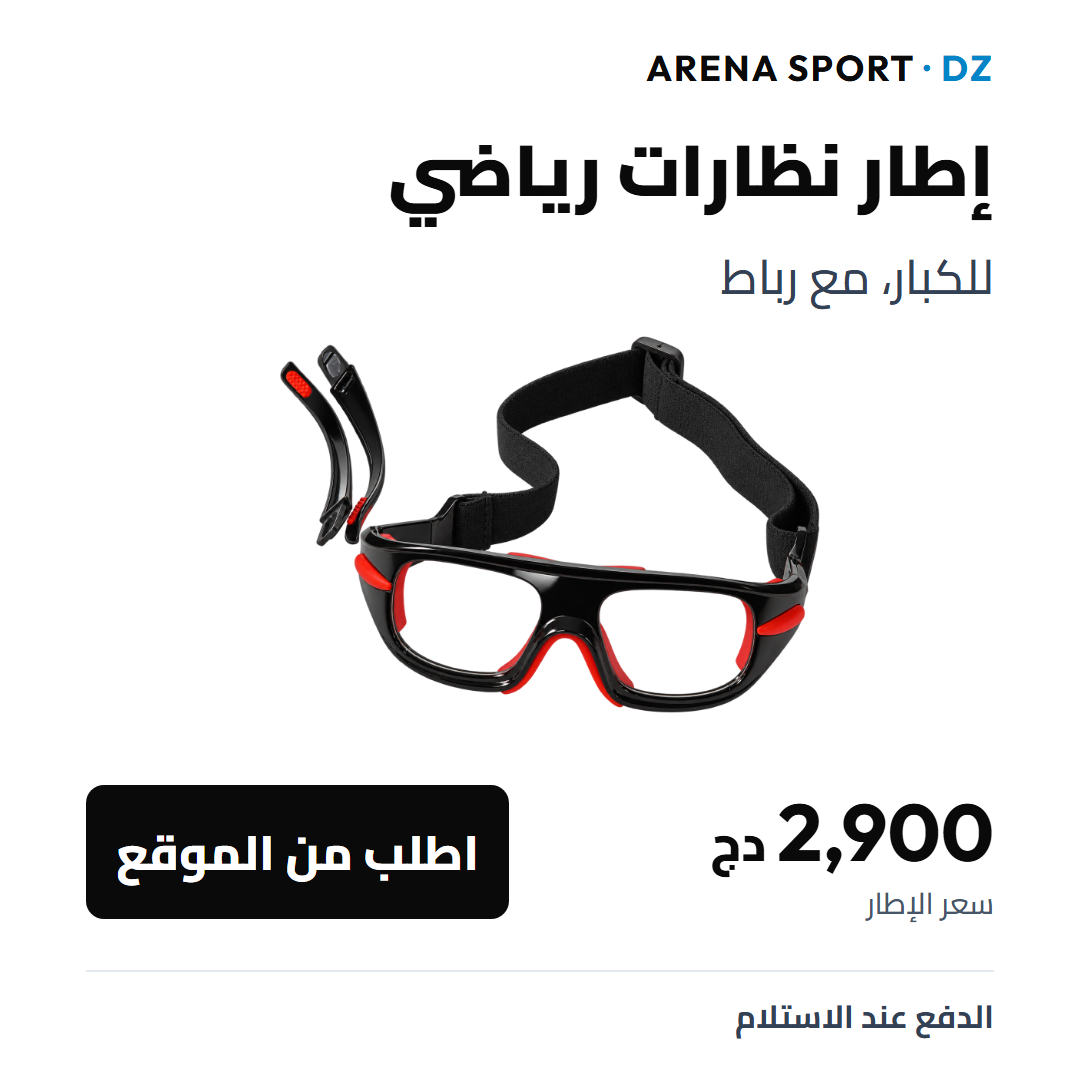 ARENA SPORT · DZ
إطار نظارات رياضي
للكبار، مع رباط
2,900 دج
سعر الإطار
اطلب من الموقع
الدفع عند الاستلام